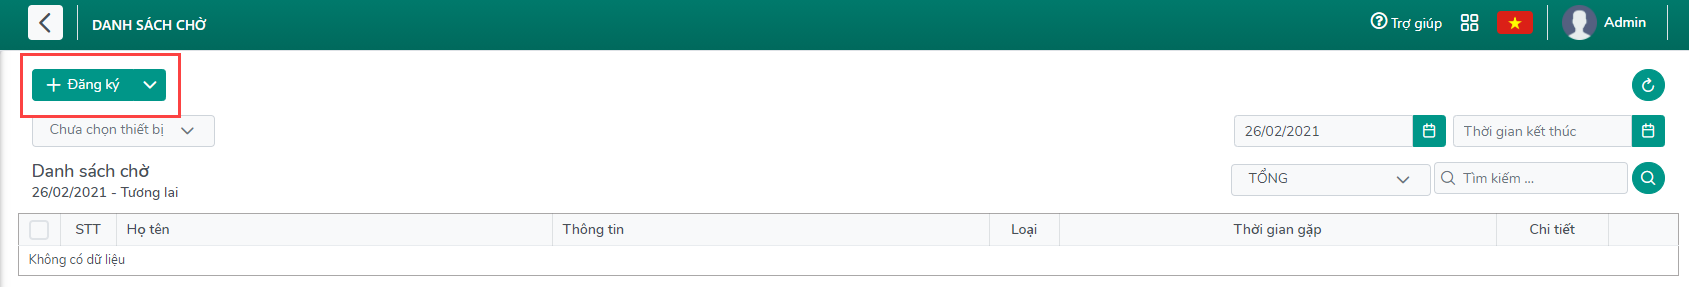 DANH SÁCH CHỜ
Trợ giúp
Admin
Đăng ký
Chưa chọn thiết bị
26/02/2021
Thời gian kết thúc
Danh sách chờ
26/02/2021 - Tương lai
TỔNG
Tìm kiếm ...
STT Họ tên Thông tin Loại Thời gian gặp Chi tiết
Không có dữ liệu